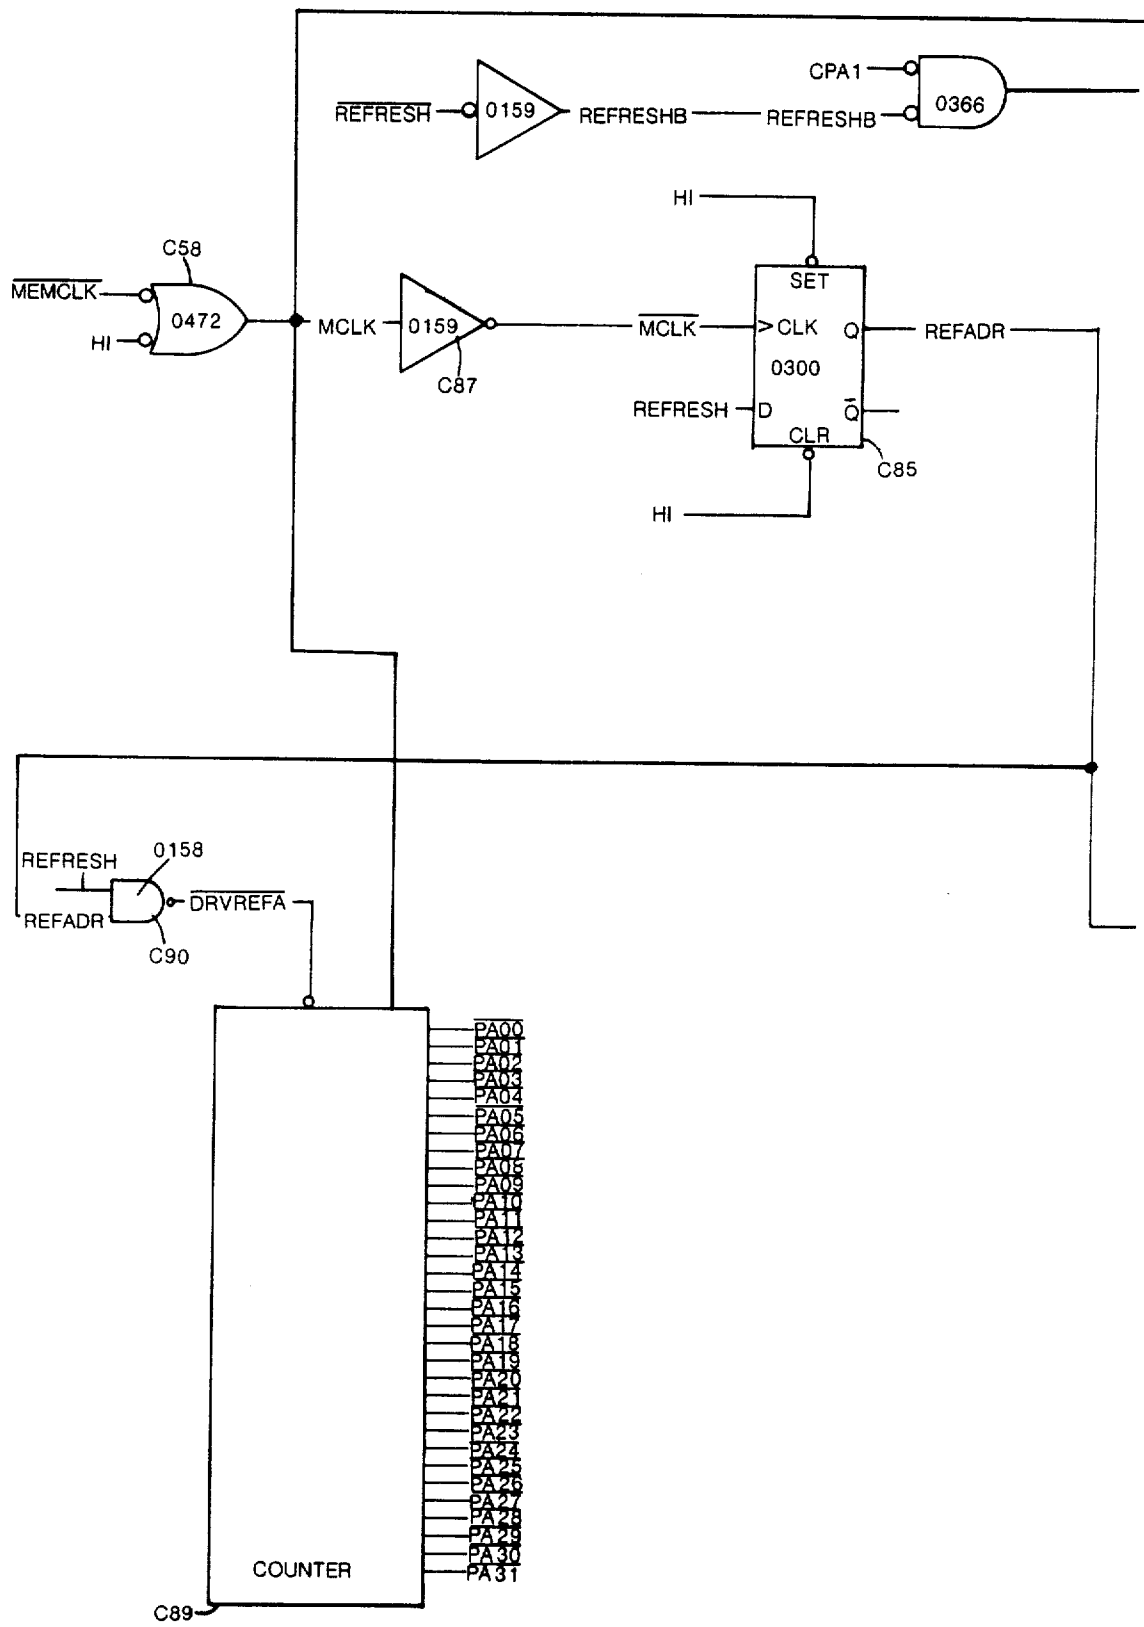 CPA1
0366
REFRESH
0159
REFRESHB
REFRESHB
HI
C58
SET
MEMCLK
0472
MCLK
0159
MCLK
CLK
Q
REFADR
HI
C87
0300
REFRESH
D
Q
CLR
C85
HI
0158
REFRESH
DRVREFA
REFADR
C90
PA00
PA01
PA02
PA03
PA04
PA05
PA06
PA07
PA08
PA09
PA10
PA11
PA12
PA13
PA14
PA15
PA16
PA17
PA18
PA19
PA20
PA21
PA22
PA23
PA24
PA25
PA26
PA27
PA28
PA29
PA30
PA31
COUNTER
C89